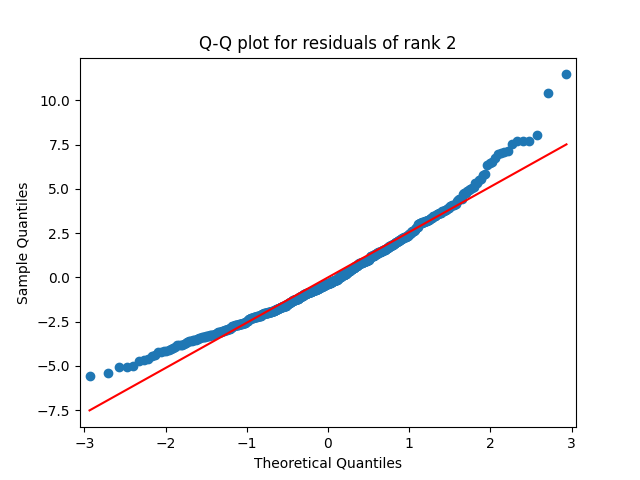 Q-Q plot for residuals of rank 2
10.0
7.5
5.0
2.5
0.0
−2.5
−5.0
−7.5
Sample Quantiles
−3 −2 −1 0 1 2 3
Theoretical Quantiles